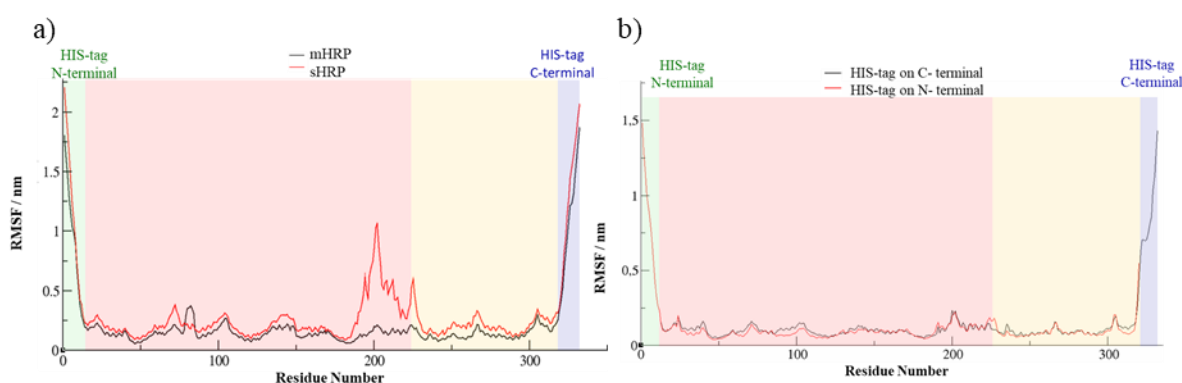 a)
HIS-tag
N-terminal
mHRP
sHRP
HIS-tag
C-terminal
2
1.5
1
0.5
0
RMSF / nm
0
100
200
300
Residue Number
b)
HIS-tag
N-terminal
HIS-tag on C- terminal
HIS-tag on N- terminal
HIS-tag
C-terminal
1.5
1
0.5
0
RMSF / nm
0
100
200
300
Residue Number